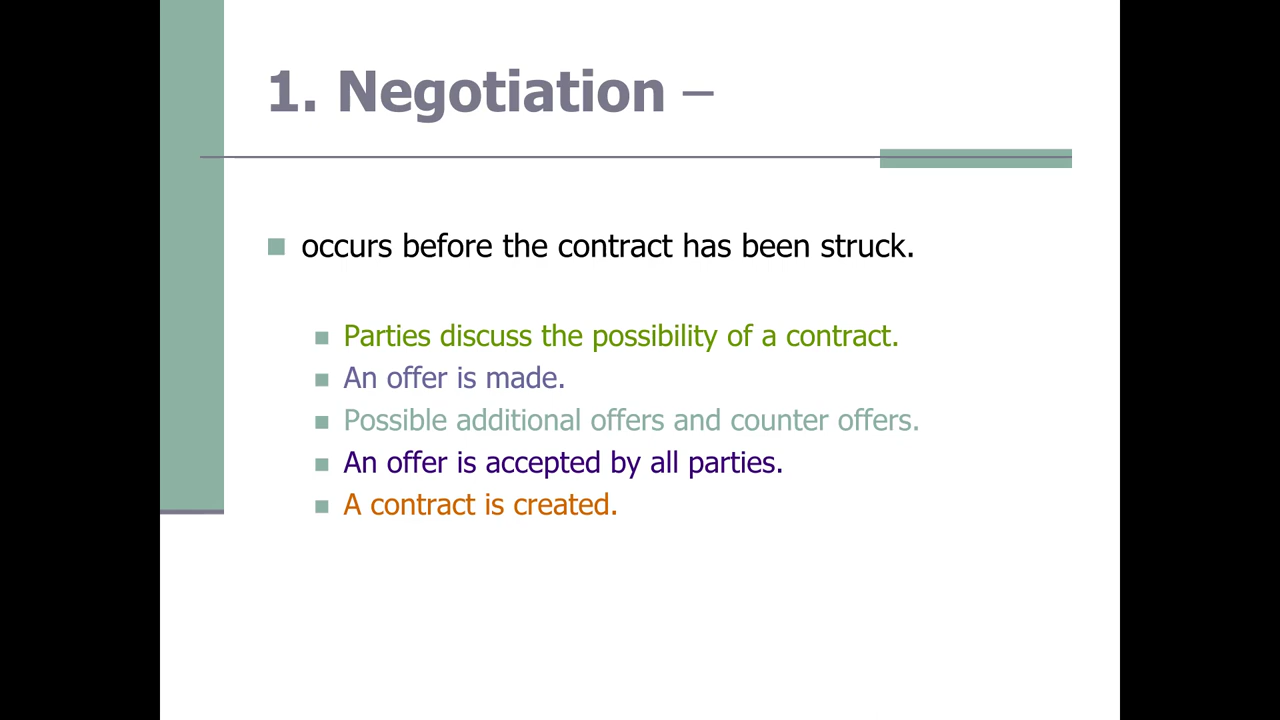 1. Negotiation –
occurs before the contract has been struck.
Parties discuss the possibility of a contract.
An offer is made.
Possible additional offers and counter offers.
An offer is accepted by all parties.
A contract is created.